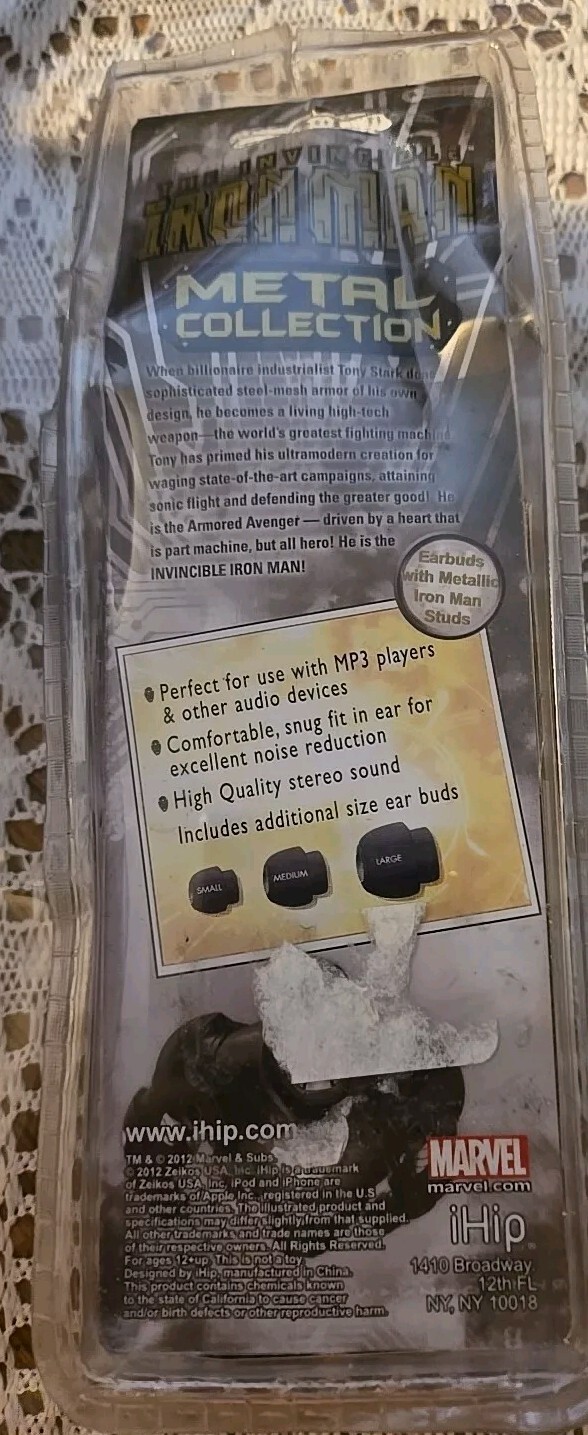 THE INVINCIBLE
IRON MAN
METAL
COLLECTION
When billionaire industrialist Tony Stark dons
sophisticated steel-mesh armor of his own
design, he becomes a living high-tech
weapon—the world's greatest fighting machine.
Tony has primed his ultramodern creation for
waging state-of-the-art campaigns, attaining
sonic flight and defending the greater good! He
is the Armored Avenger — driven by a heart that
is part machine, but all hero! He is the
INVINCIBLE IRON MAN!
Earbuds
with Metallic
Iron Man
Studs
Perfect for use with MP3 players
& other audio devices
Comfortable, snug fit in ear for
excellent noise reduction
High Quality stereo sound
Includes additional size ear buds
SMALL
MEDIUM
LARGE
www.ihip.com
TM & © 2012 Marvel & Subs.
© 2012 Zeikos USA, Inc. iHip is a trademark
of Zeikos USA, Inc. iPod and iPhone are
trademarks of Apple Inc., registered in the U.S
and other countries. The illustrated product and
specifications may differ slightly from that supplied.
All other trademarks and trade names are those
of their respective owners. All Rights Reserved.
For ages 12+up This is not a toy
Designed by iHip, manufactured in China.
This product contains chemicals known
to the state of California to cause cancer
and/or birth defects or other reproductive harm.
MARVEL
marvel.com
iHip
1410 Broadway
12th FL
NY, NY 10018